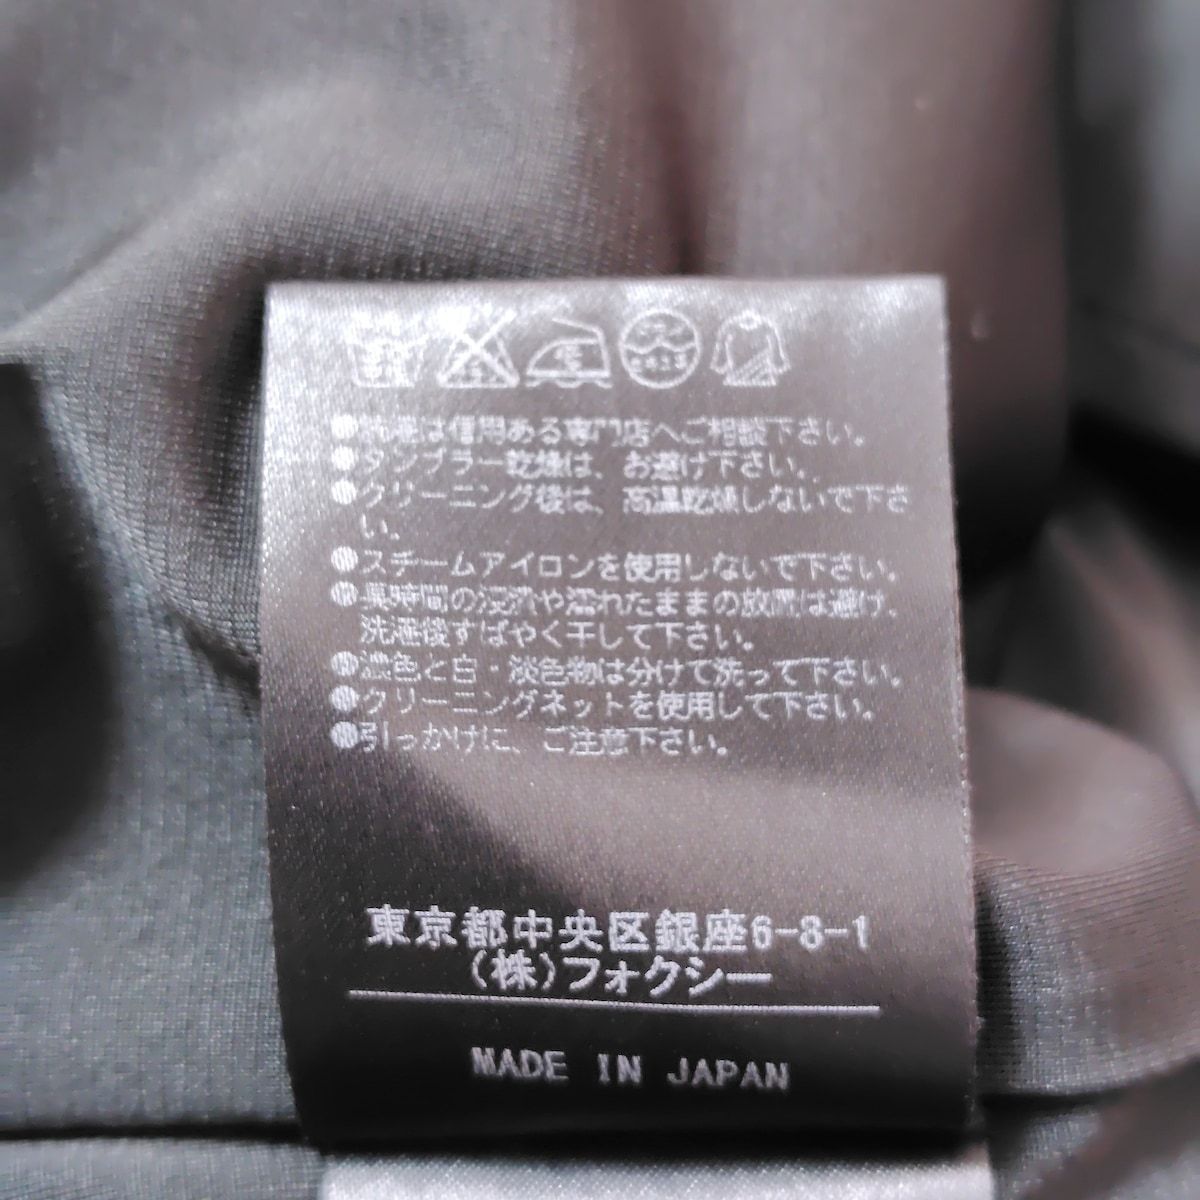 洗濯は信用ある専門店へご相談下さい。
タンブラー乾燥は、お避け下さい。
クリーニング後は、高温乾燥しないで下さ
い。
スチームアイロンを使用しないで下さい。
長時間の浸漬や濡れたままの放置は避け、
洗濯後すばやく干して下さい。
濃色と白・淡色物は分けて洗って下さい。
クリーニングネットを使用して下さい。
引っかけに、ご注意下さい。
東京都中央区銀座6-8-1
(株)フォクシー
MADE IN JAPAN